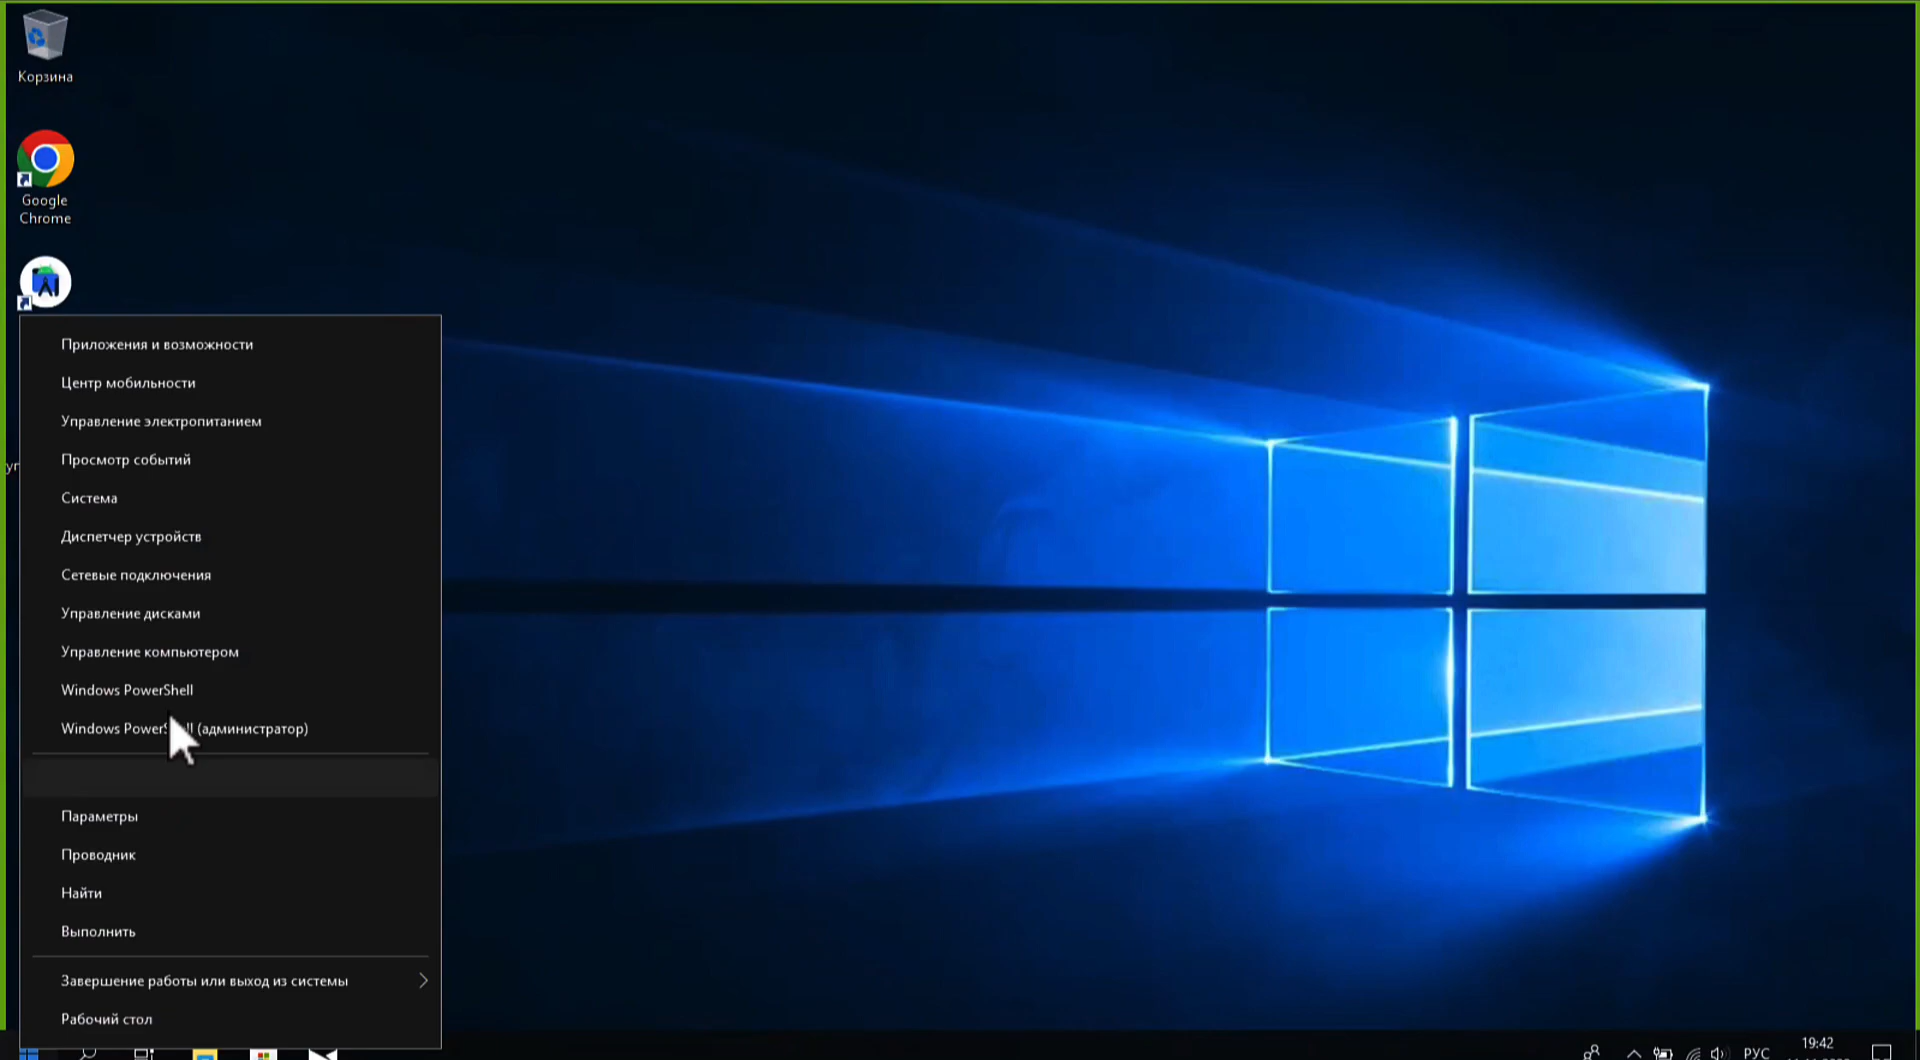 Корзина
Google
Chrome
Приложения и возможности
Центр мобильности
Управление электропитанием
Просмотр событий
Система
Диспетчер устройств
Сетевые подключения
Управление дисками
Управление компьютером
Windows PowerShell
Windows (администратор)
Параметры
Проводник
Найти
Выполнить
Завершение работы или выход из системы
Рабочий стол
РУС
19:42